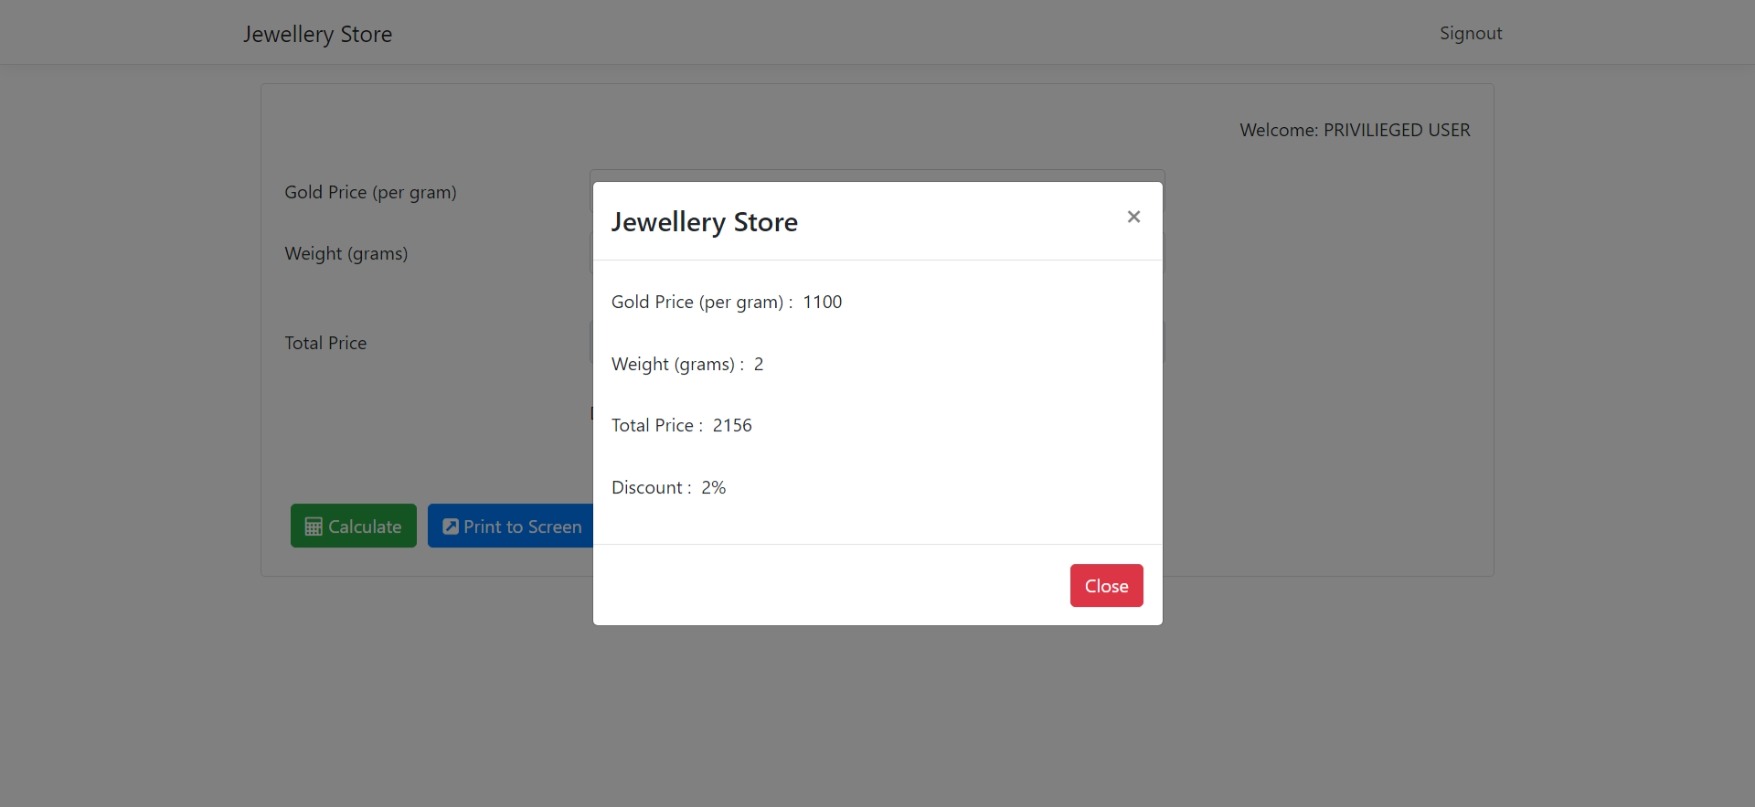 Jewellery Store
Signout
Welcome: PRIVILIEGED USER
Gold Price (per gram)
Weight (grams)
Total Price
Calculate
Print to Screen
Jewellery Store
×
Gold Price (per gram) : 1100
Weight (grams) : 2
Total Price : 2156
Discount : 2%
Close